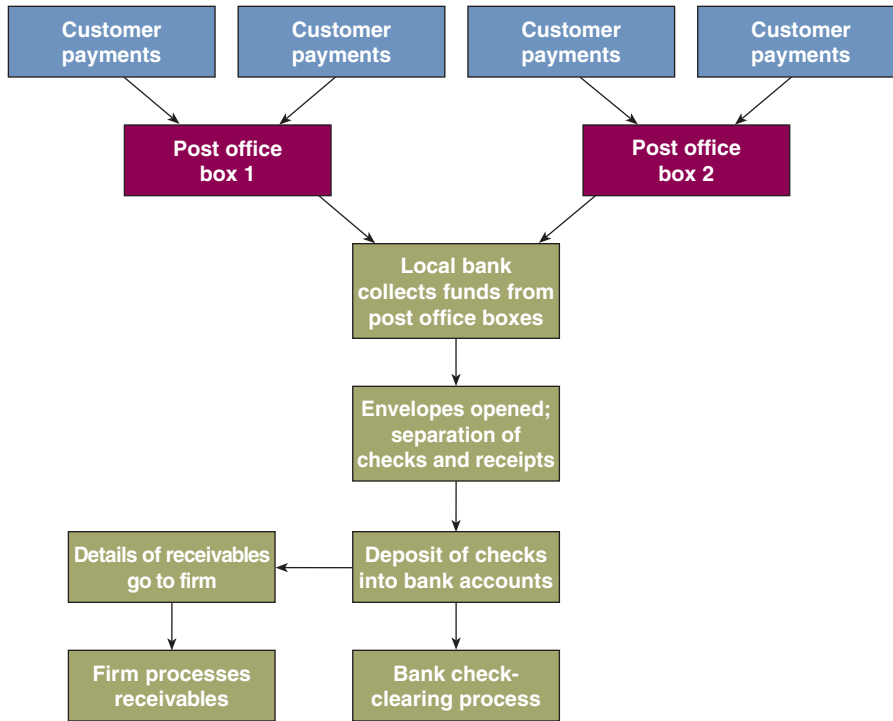 Customer
payments
Customer
payments
Customer
payments
Customer
payments
Post office
box 1
Post office
box 2
Local bank
collects funds from
post office boxes
Envelopes opened;
separation of
checks and receipts
Details of receivables
go to firm
Deposit of checks
into bank accounts
Firm processes
receivables
Bank check-
clearing process